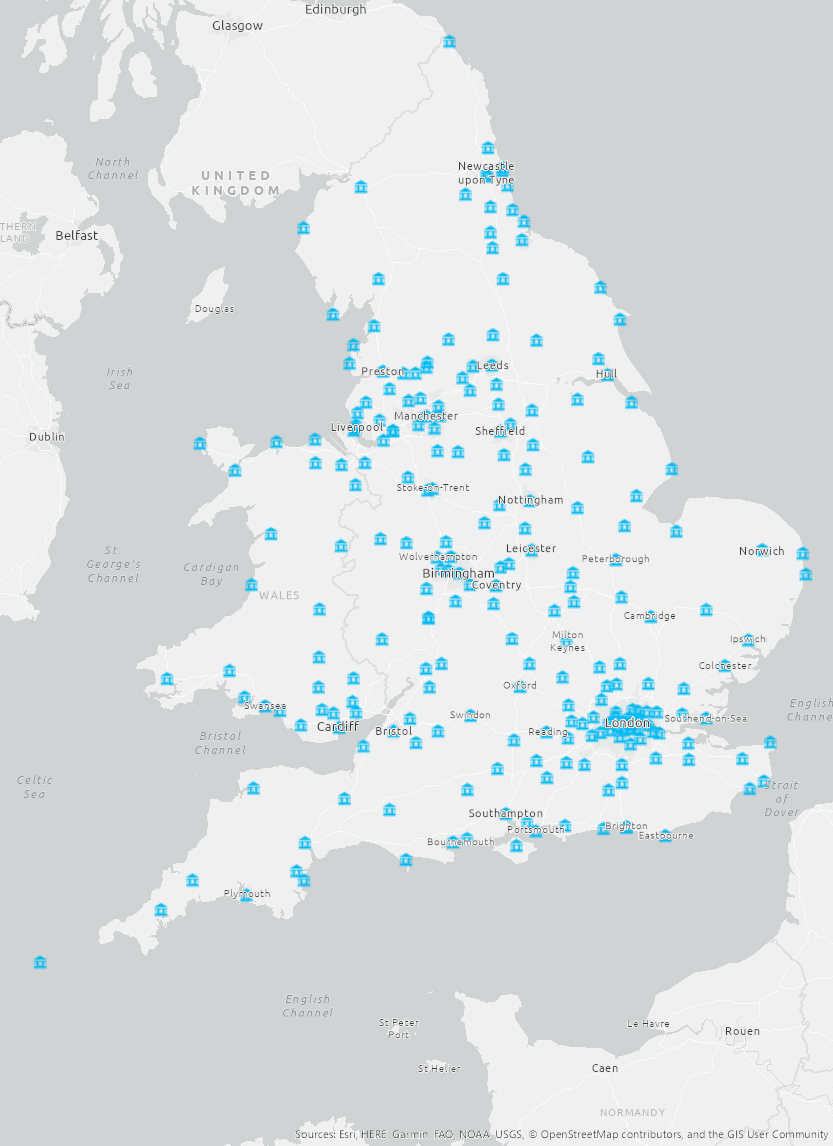 Edinburgh
Glasgow
North
Channel
UNITED
KINGDOM
Newcastle
upon Tyne
THERN
LAND
Belfast
Douglas
Irish
Sea
Preston
Leeds
Hull
Manchester
Liverpool
Sheffield
Dublin
Stoke-on-Trent
Nottingham
St.
George's
Channel
Cardigan
Bay
Wolverhampton
Leicester
Peterborough
Norwich
Birmingham
Coventry
WALES
Cambridge
Milton
Keynes
Ipswich
Colchester
Oxford
Swansea
Swindon
London
Southend-on-Sea
English
Channe
Cardiff
Bristol
Reading
Bristol
Channel
Celtic
Sea
Strait
of
Dover
Southampton
Portsmouth
Brighton
Bournemouth
Eastbourne
Plymouth
English
Channel
St Peter
Port
Le Havre
Rouen
St Helier
Caen
NORMANDY
Sources: Esri, HERE, Garmin, FAO, NOAA, USGS, © OpenStreetMap contributors, and the GIS User Community